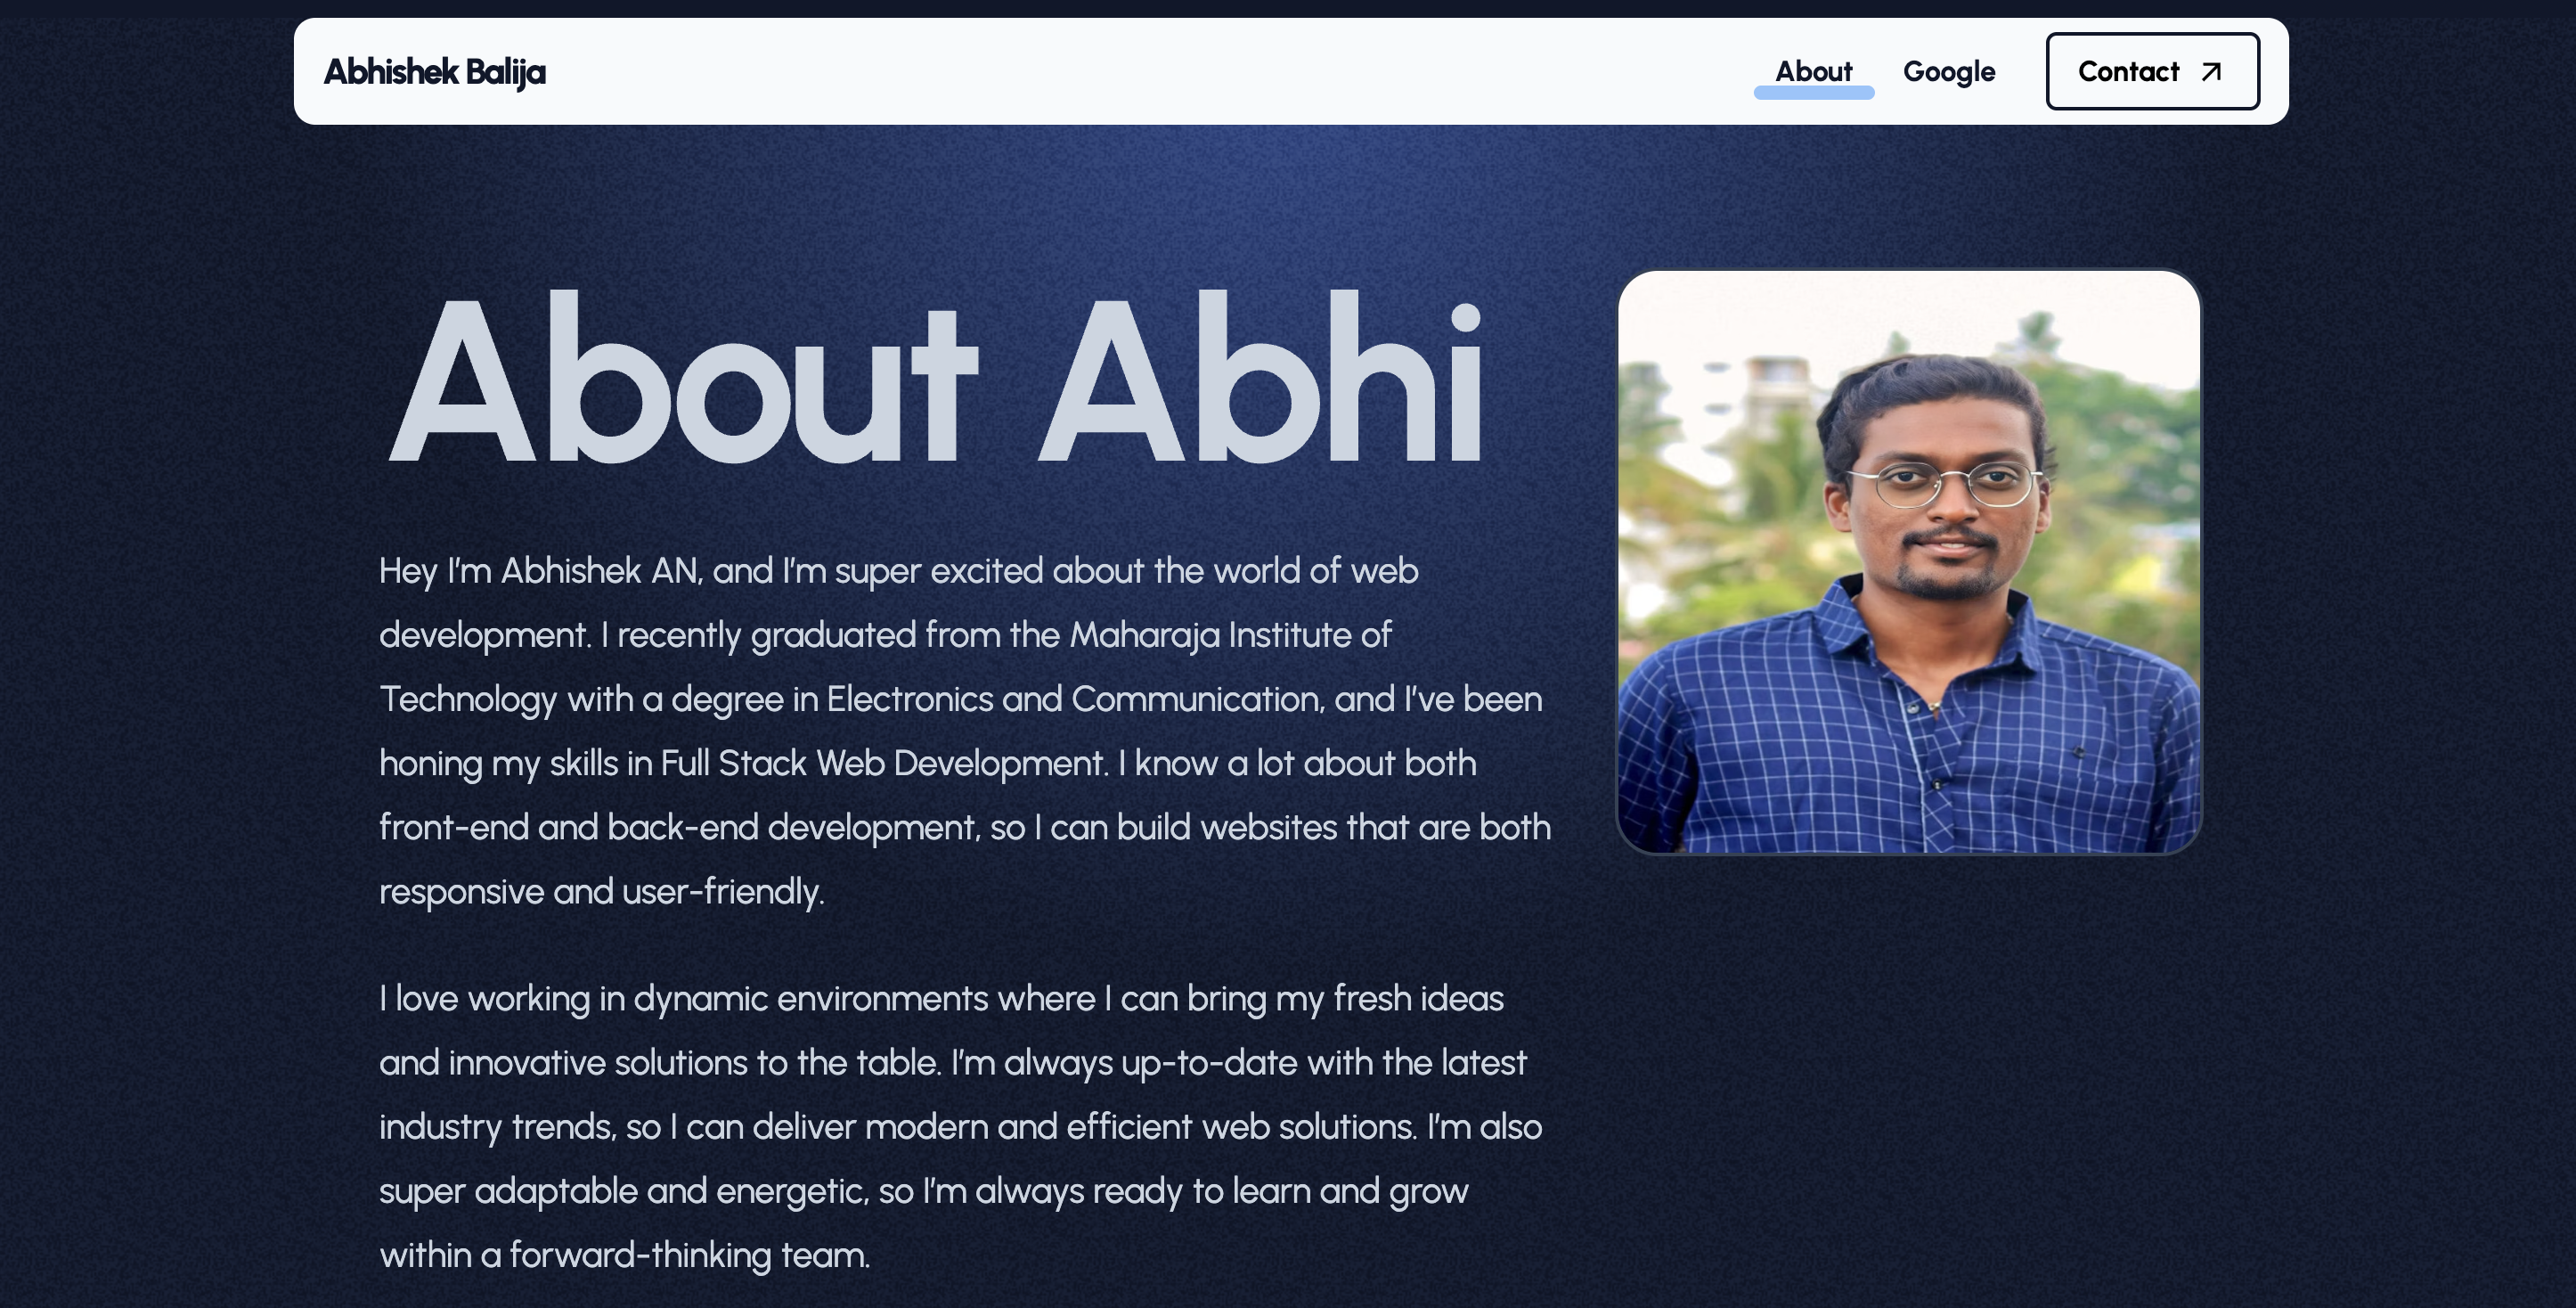 Abhishek Balija
About
Google
Contact
About Abhi
Hey I'm Abhishek AN, and I'm super excited about the world of web
development. I recently graduated from the Maharaja Institute of
Technology with a degree in Electronics and Communication, and I've been
honing my skills in Full Stack Web Development. I know a lot about both
front-end and back-end development, so I can build websites that are both
responsive and user-friendly.
I love working in dynamic environments where I can bring my fresh ideas
and innovative solutions to the table. I'm always up-to-date with the latest
industry trends, so I can deliver modern and efficient web solutions. I'm also
super adaptable and energetic, so I'm always ready to learn and grow
within a forward-thinking team.